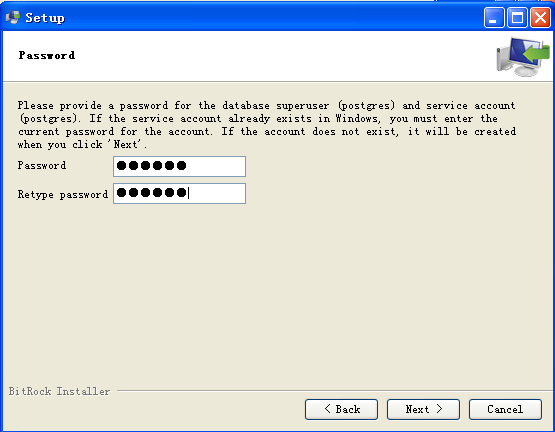 Setup
Password
Please provide a password for the database superuser (postgres) and service account
(postgres). If the service account already exists in Windows, you must enter the
current password for the account. If the account does not exist, it will be created
when you click 'Next'.
Password ●●●●●●
Retype password ●●●●●●
BitRock Installer
< Back Next > Cancel